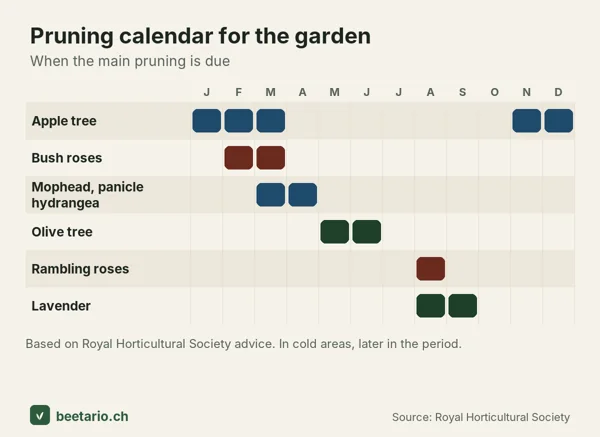 Pruning calendar for the garden
When the main pruning is due
J F M A M J J A S O N D
Apple tree
Bush roses
Mophead, panicle
hydrangea
Olive tree
Rambling roses
Lavender
Based on Royal Horticultural Society advice. In cold areas, later in the period.
beetario.ch
Source: Royal Horticultural Society